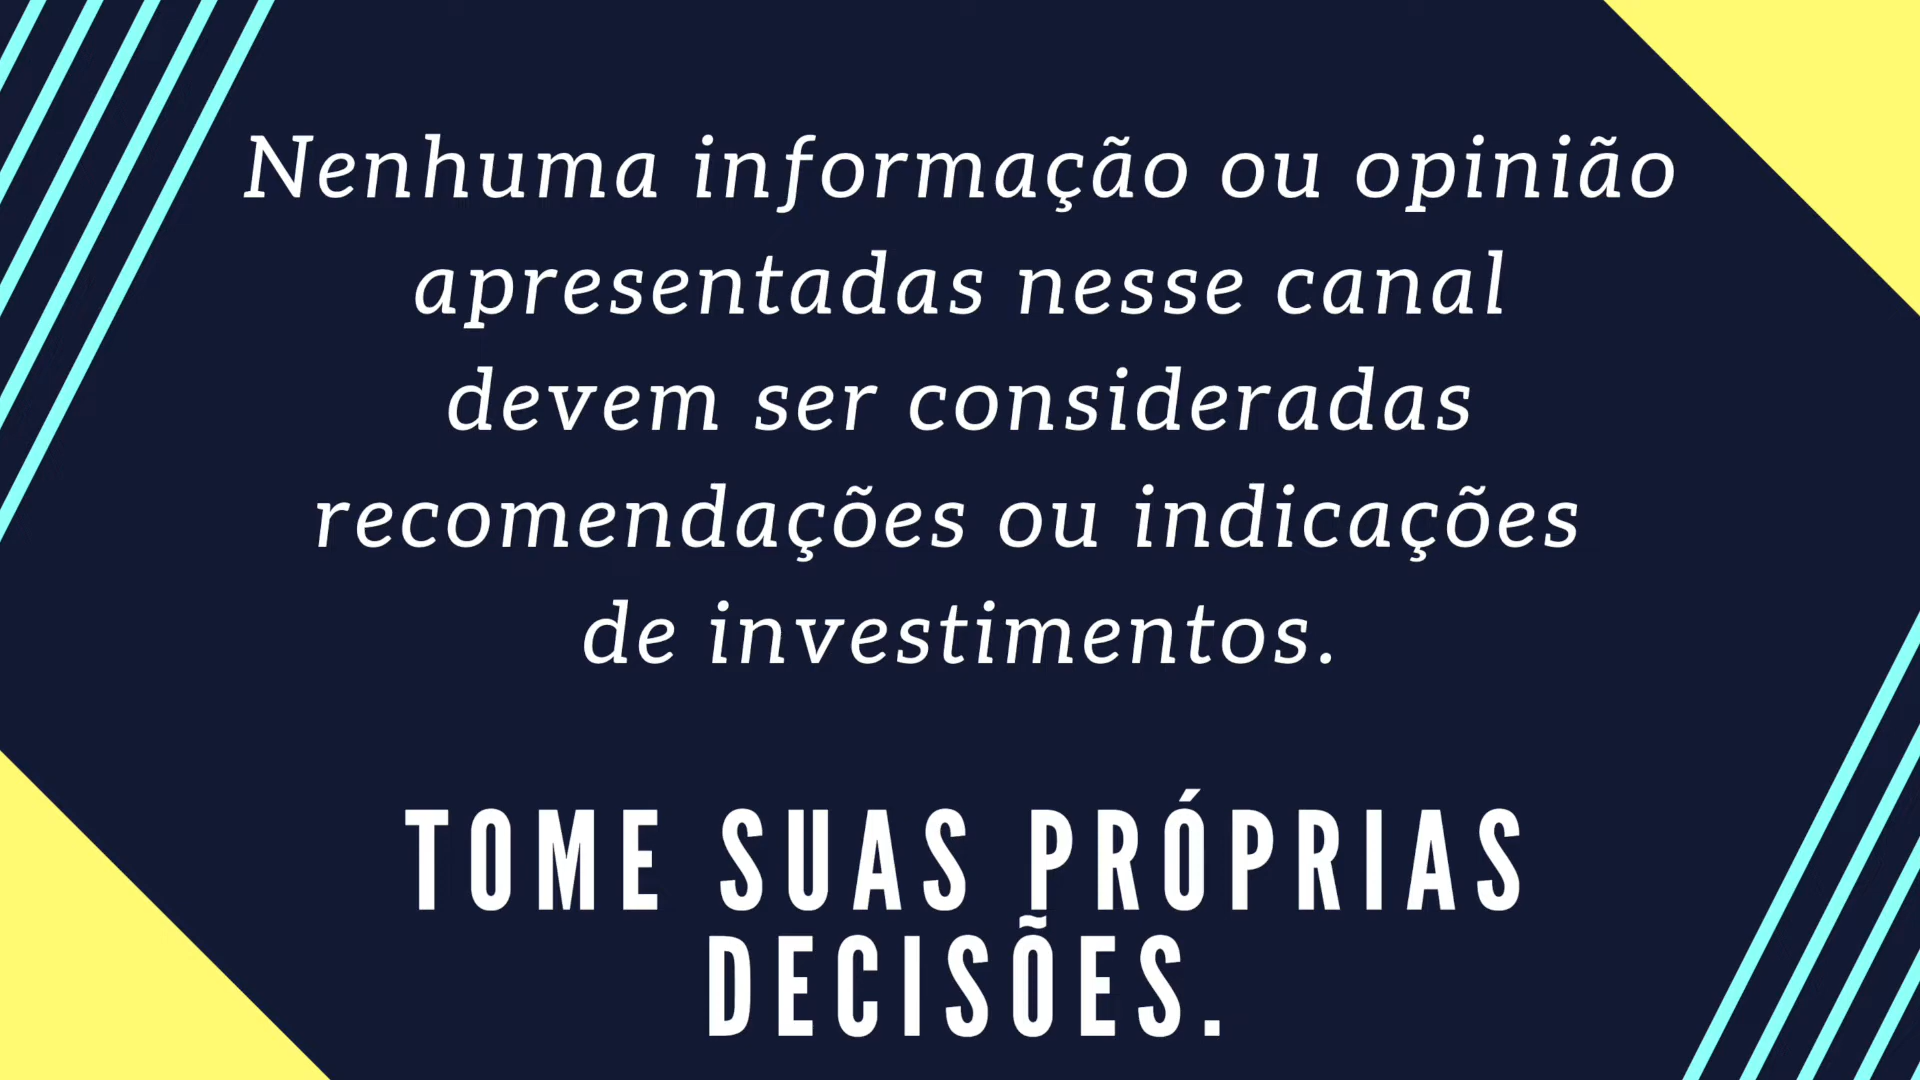 Nenhuma informação ou opinião
apresentadas nesse canal
devem ser consideradas
recomendações ou indicações
de investimentos.
TOME SUAS PRÓPRIAS
DECISÕES.